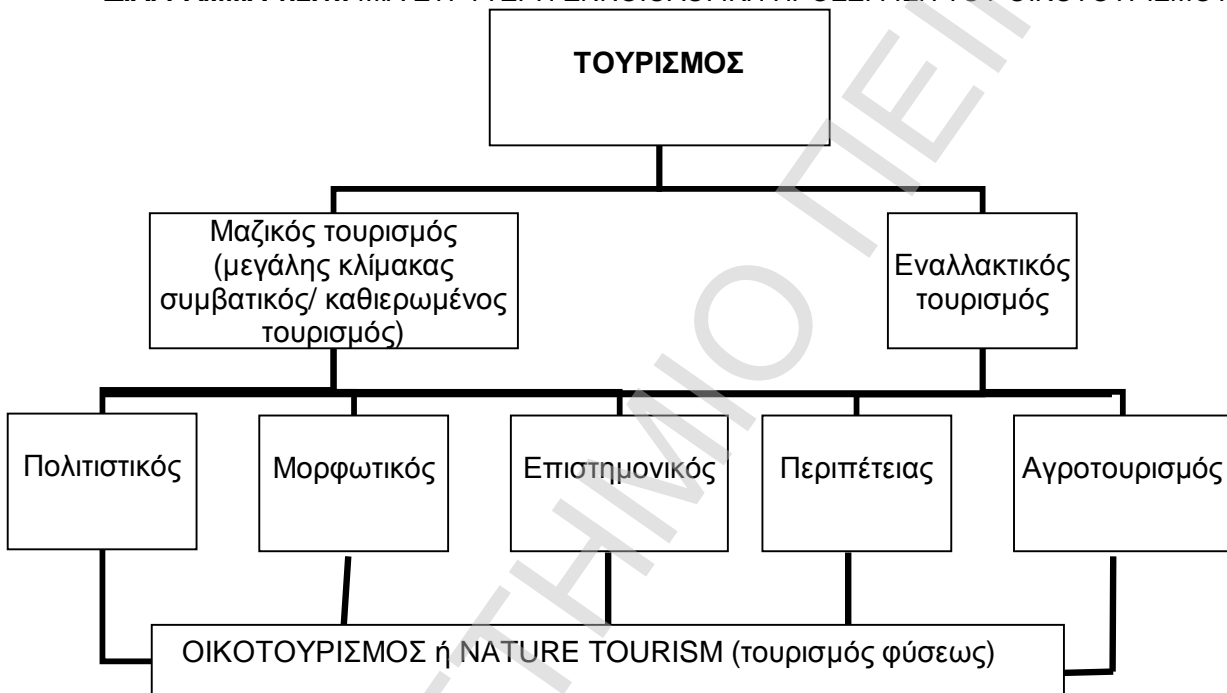 ΤΟΥΡΙΣΜΟΣ
Μαζικός τουρισμός
(μεγάλης κλίμακας
συμβατικός/ καθιερωμένος
τουρισμός)
Εναλλακτικός
τουρισμός
Πολιτιστικός
Μορφωτικός
Επιστημονικός
Περιπέτειας
Αγροτουρισμός
ΟΙΚΟΤΟΥΡΙΣΜΟΣ ή NATURE TOURISM (τουρισμός φύσεως)